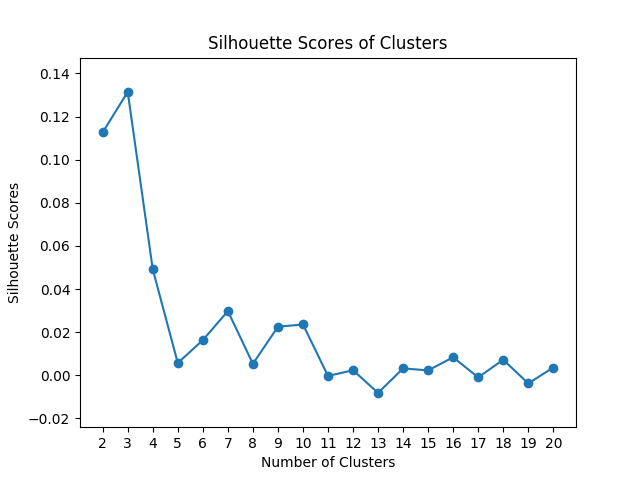 Silhouette Scores of Clusters
0.14
0.12
0.10
0.08
0.06
0.04
0.02
0.00
−0.02
Silhouette Scores
2 3 4 5 6 7 8 9 10 11 12 13 14 15 16 17 18 19 20
Number of Clusters